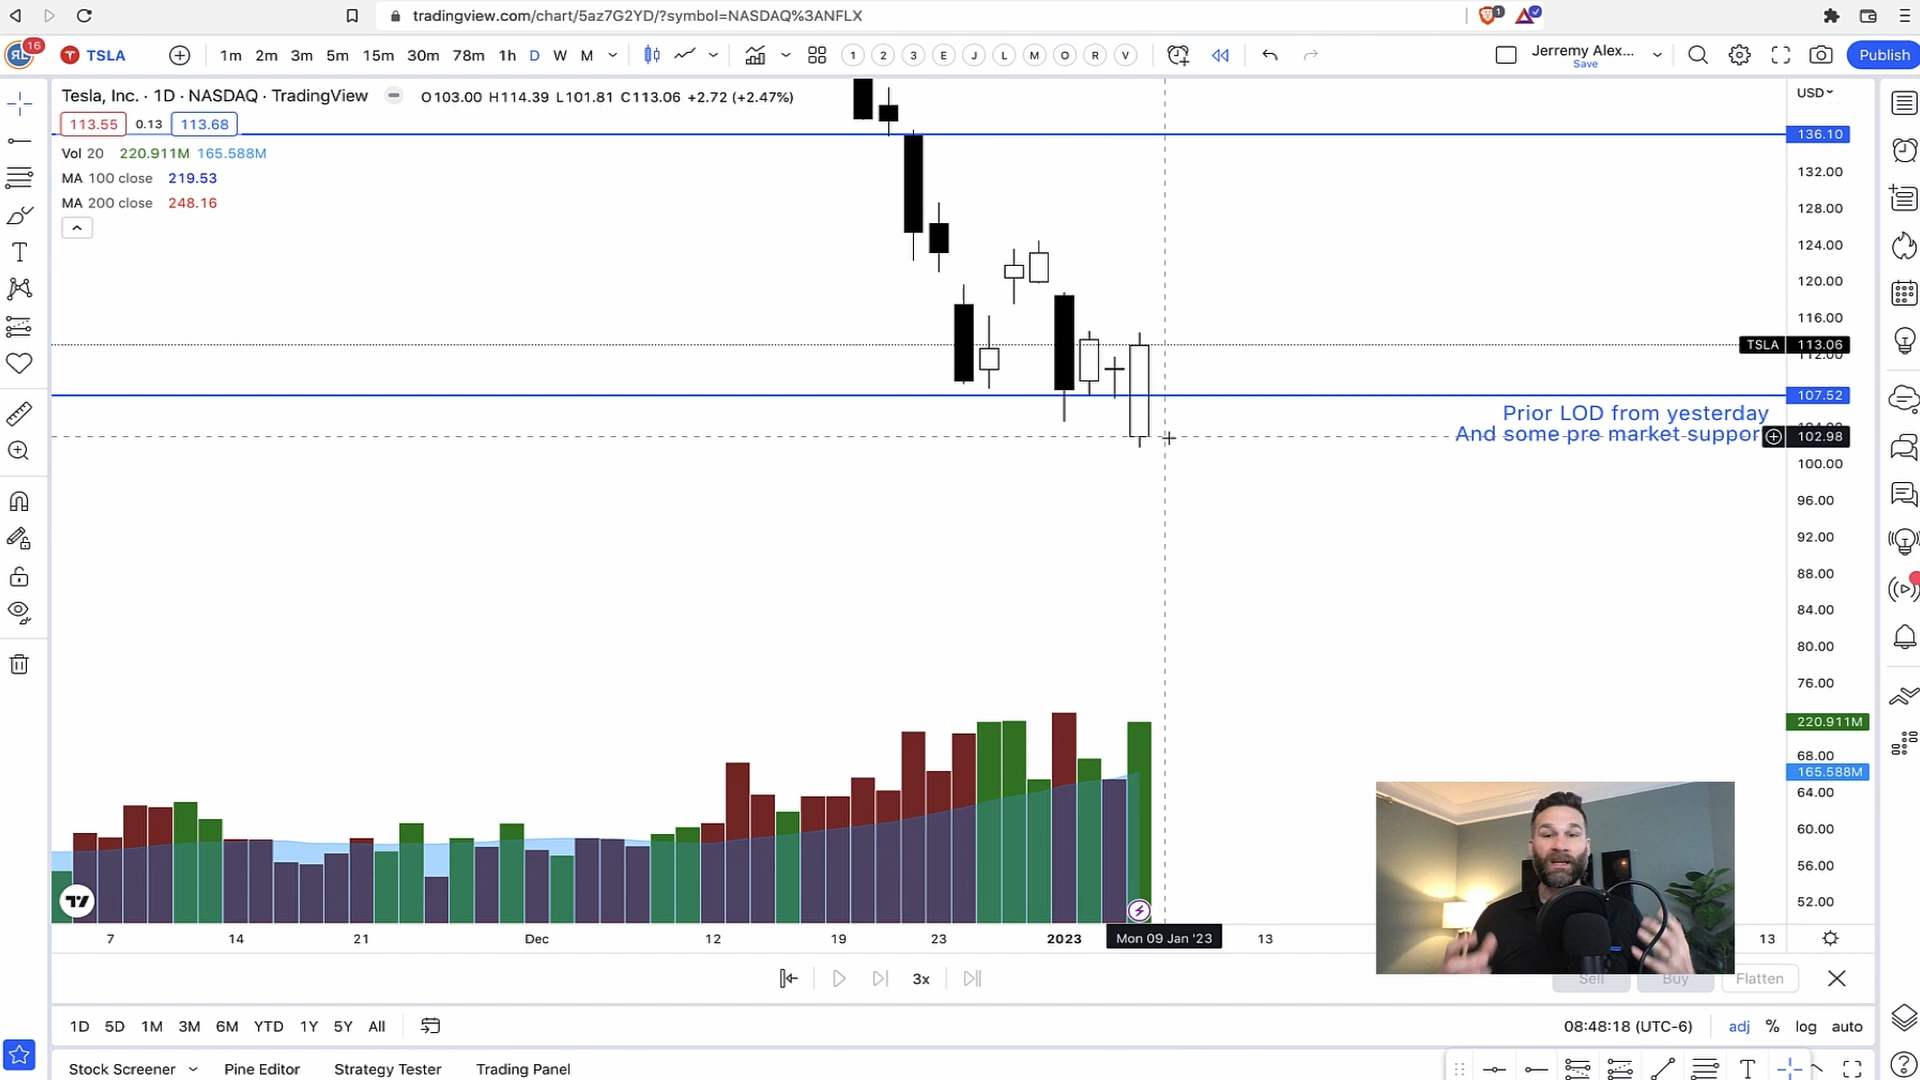 tradingview.com/chart/5az7G2YD/?symbol=NASDAQ%3ANFLX
1
16
TSLA
1m 2m 3m 5m 15m 30m 78m 1h D W M
1 2 3 E J L M O R V
Jerremy Alex...
Save
Publish
Tesla, Inc. · 1D · NASDAQ · TradingView
O103.00 H114.39 L101.81 C113.06 +2.72 (+2.47%)
USD
113.55 0.13 113.68
136.10
Vol 20 220.911M 165.588M
132.00
MA 100 close 219.53
MA 200 close 248.16
128.00
124.00
120.00
116.00
TSLA 113.06
112.00
107.52
Prior LOD from yesterday
And some pre market suppor
102.98
100.00
96.00
92.00
88.00
84.00
80.00
76.00
220.911M
68.00
165.588M
64.00
60.00
56.00
52.00
7 14 21 Dec 12 19 23 2023 Mon 09 Jan '23 13 13
3x
Sell Buy Flatten
1D 5D 1M 3M 6M YTD 1Y 5Y All
08:48:18 (UTC-6) adj % log auto
Stock Screener Pine Editor Strategy Tester Trading Panel